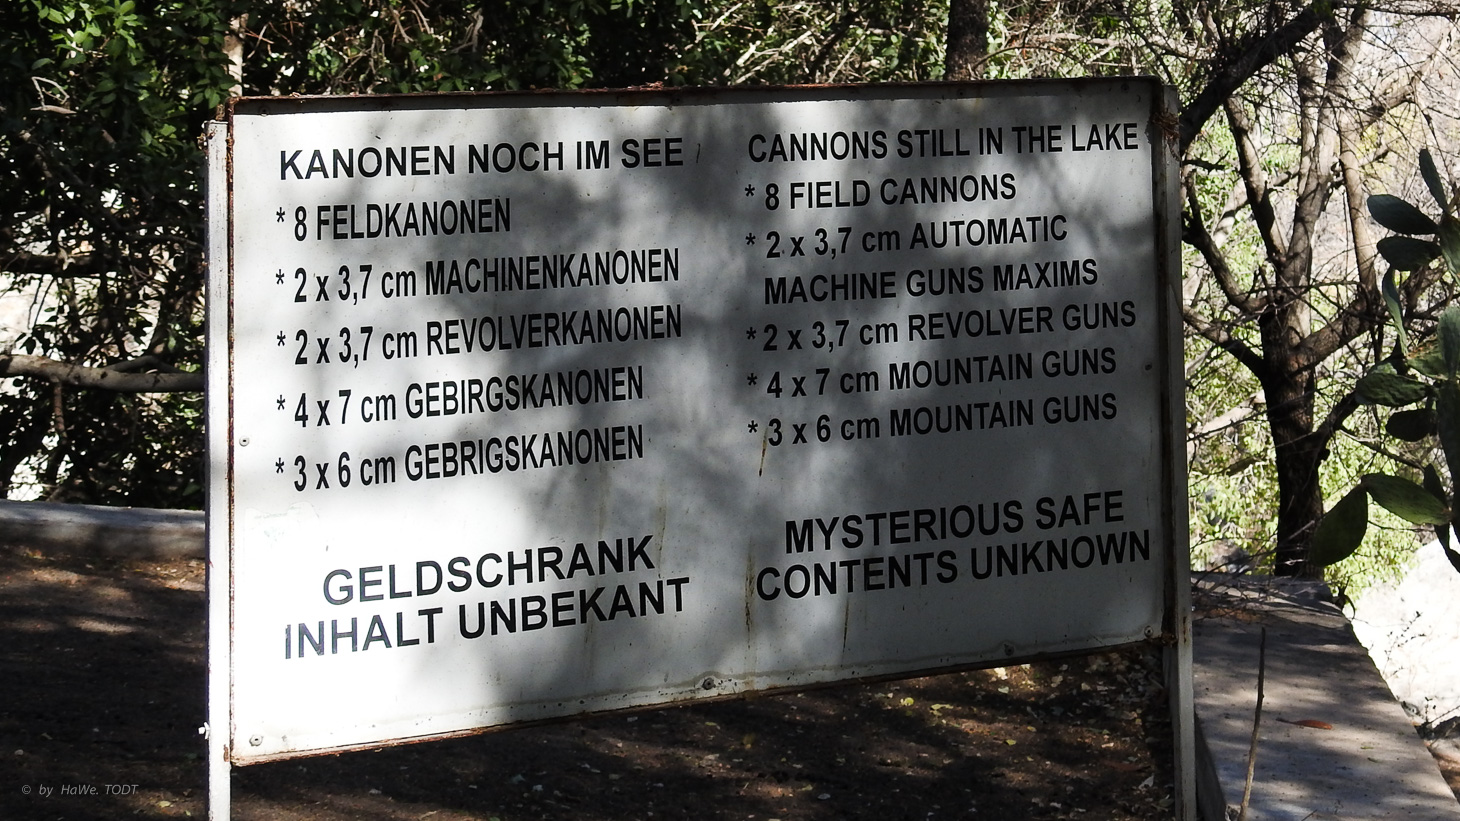 KANONEN NOCH IM SEE
* 8 FELDKANONEN
* 2 x 3,7 cm MACHINENKANONEN
* 2 x 3,7 cm REVOLVERKANONEN
* 4 x 7 cm GEBIRGSKANONEN
* 3 x 6 cm GEBRIGSKANONEN
GELDSCHRANK
INHALT UNBEKANT
CANNONS STILL IN THE LAKE
* 8 FIELD CANNONS
* 2 x 3,7 cm AUTOMATIC
MACHINE GUNS MAXIMS
* 2 x 3,7 cm REVOLVER GUNS
* 4 x 7 cm MOUNTAIN GUNS
* 3 x 6 cm MOUNTAIN GUNS
MYSTERIOUS SAFE
CONTENTS UNKNOWN
© by HaWe. TODT